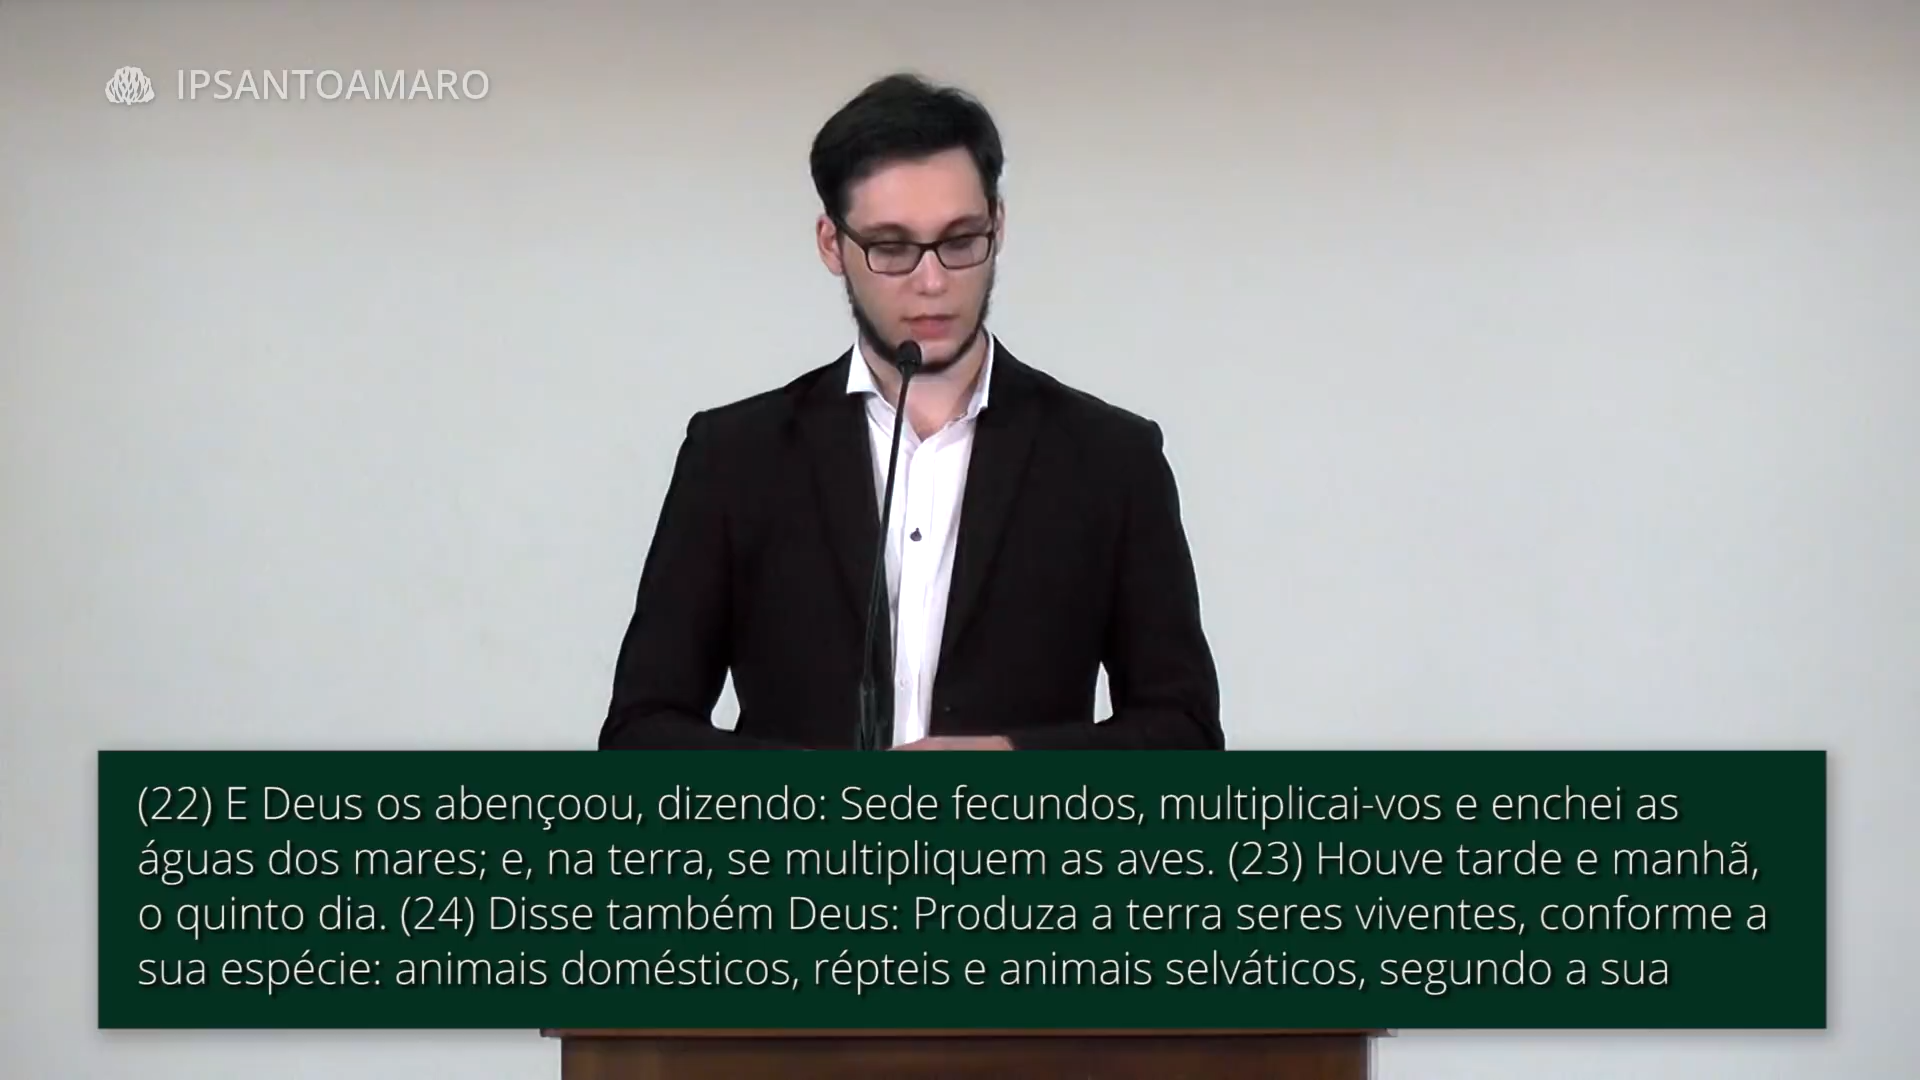 IPSANTOAMARO
(22) E Deus os abençoou, dizendo: Sede fecundos, multiplicai-vos e enchei as
águas dos mares; e, na terra, se multipliquem as aves. (23) Houve tarde e manhã,
o quinto dia. (24) Disse também Deus: Produza a terra seres viventes, conforme a
sua espécie: animais domésticos, répteis e animais selváticos, segundo a sua